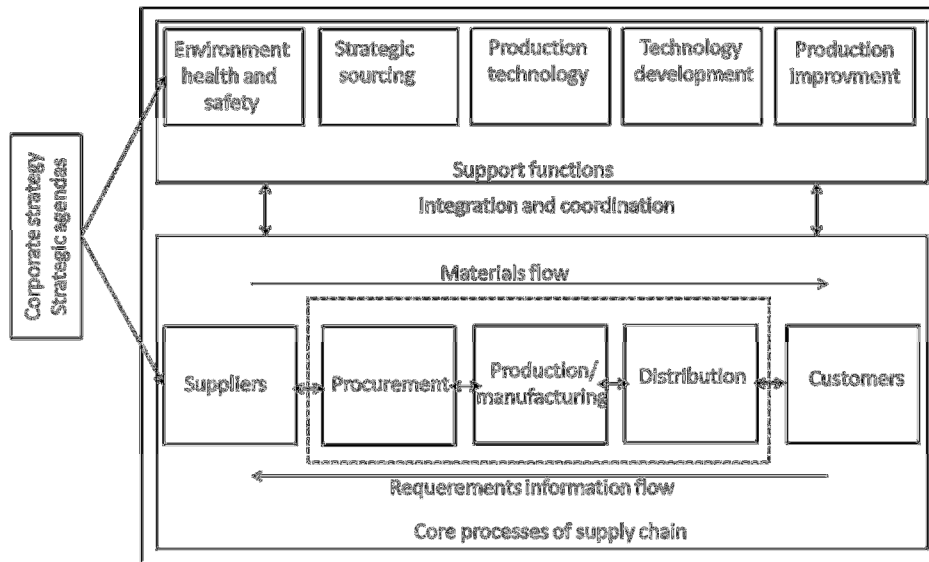 Environment
health and
safety
Strategic
sourcing
Production
technology
Technology
development
Production
Improvment
Support functions
Integration and coordination
Corporate strategy
Strategic agendas
Materials flow
Suppliers
Procurement
Production/
manufacturing
Distribution
Customers
Requerements information flow
Core processes of supply chain